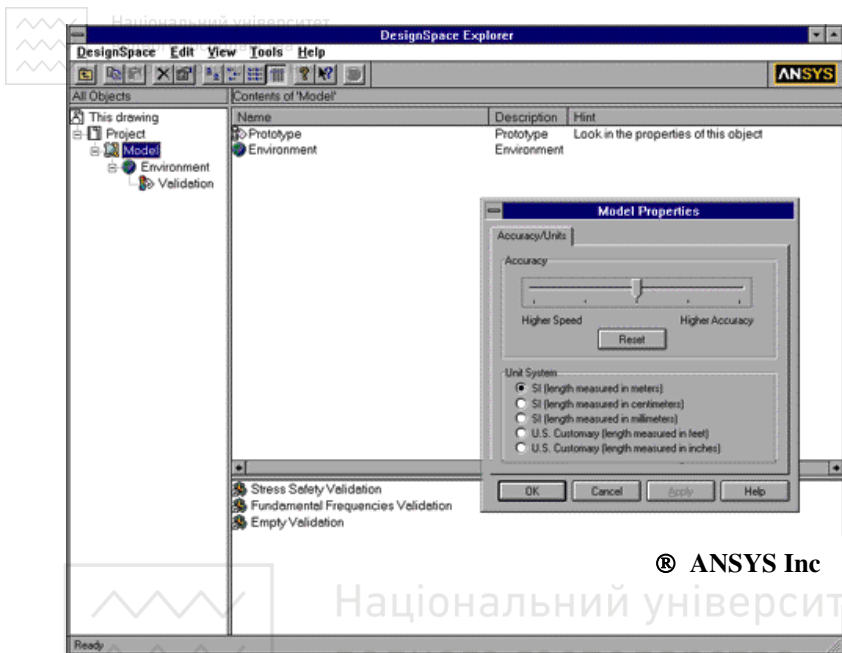 Національний університет
DesignSpace Explorer
DesignSpace Edit View Tools Help
ANSYS
All Objects
Contents of 'Model'
This drawing
Project
Model
Environment
Validation
Name Description Hint
Prototype Prototype Look in the properties of this object
Environment Environment
Model Properties
Accuracy/Units
Accuracy
Higher Speed Higher Accuracy
Reset
Unit System
SI (length measured in meters)
SI (length measured in centimeters)
SI (length measured in millimeters)
U.S. Customary (length measured in feet)
U.S. Customary (length measured in inches)
OK Cancel Apply Help
Stress Safety Validation
Fundamental Frequencies Validation
Empty Validation
® ANSYS Inc
Національний університ
Ready